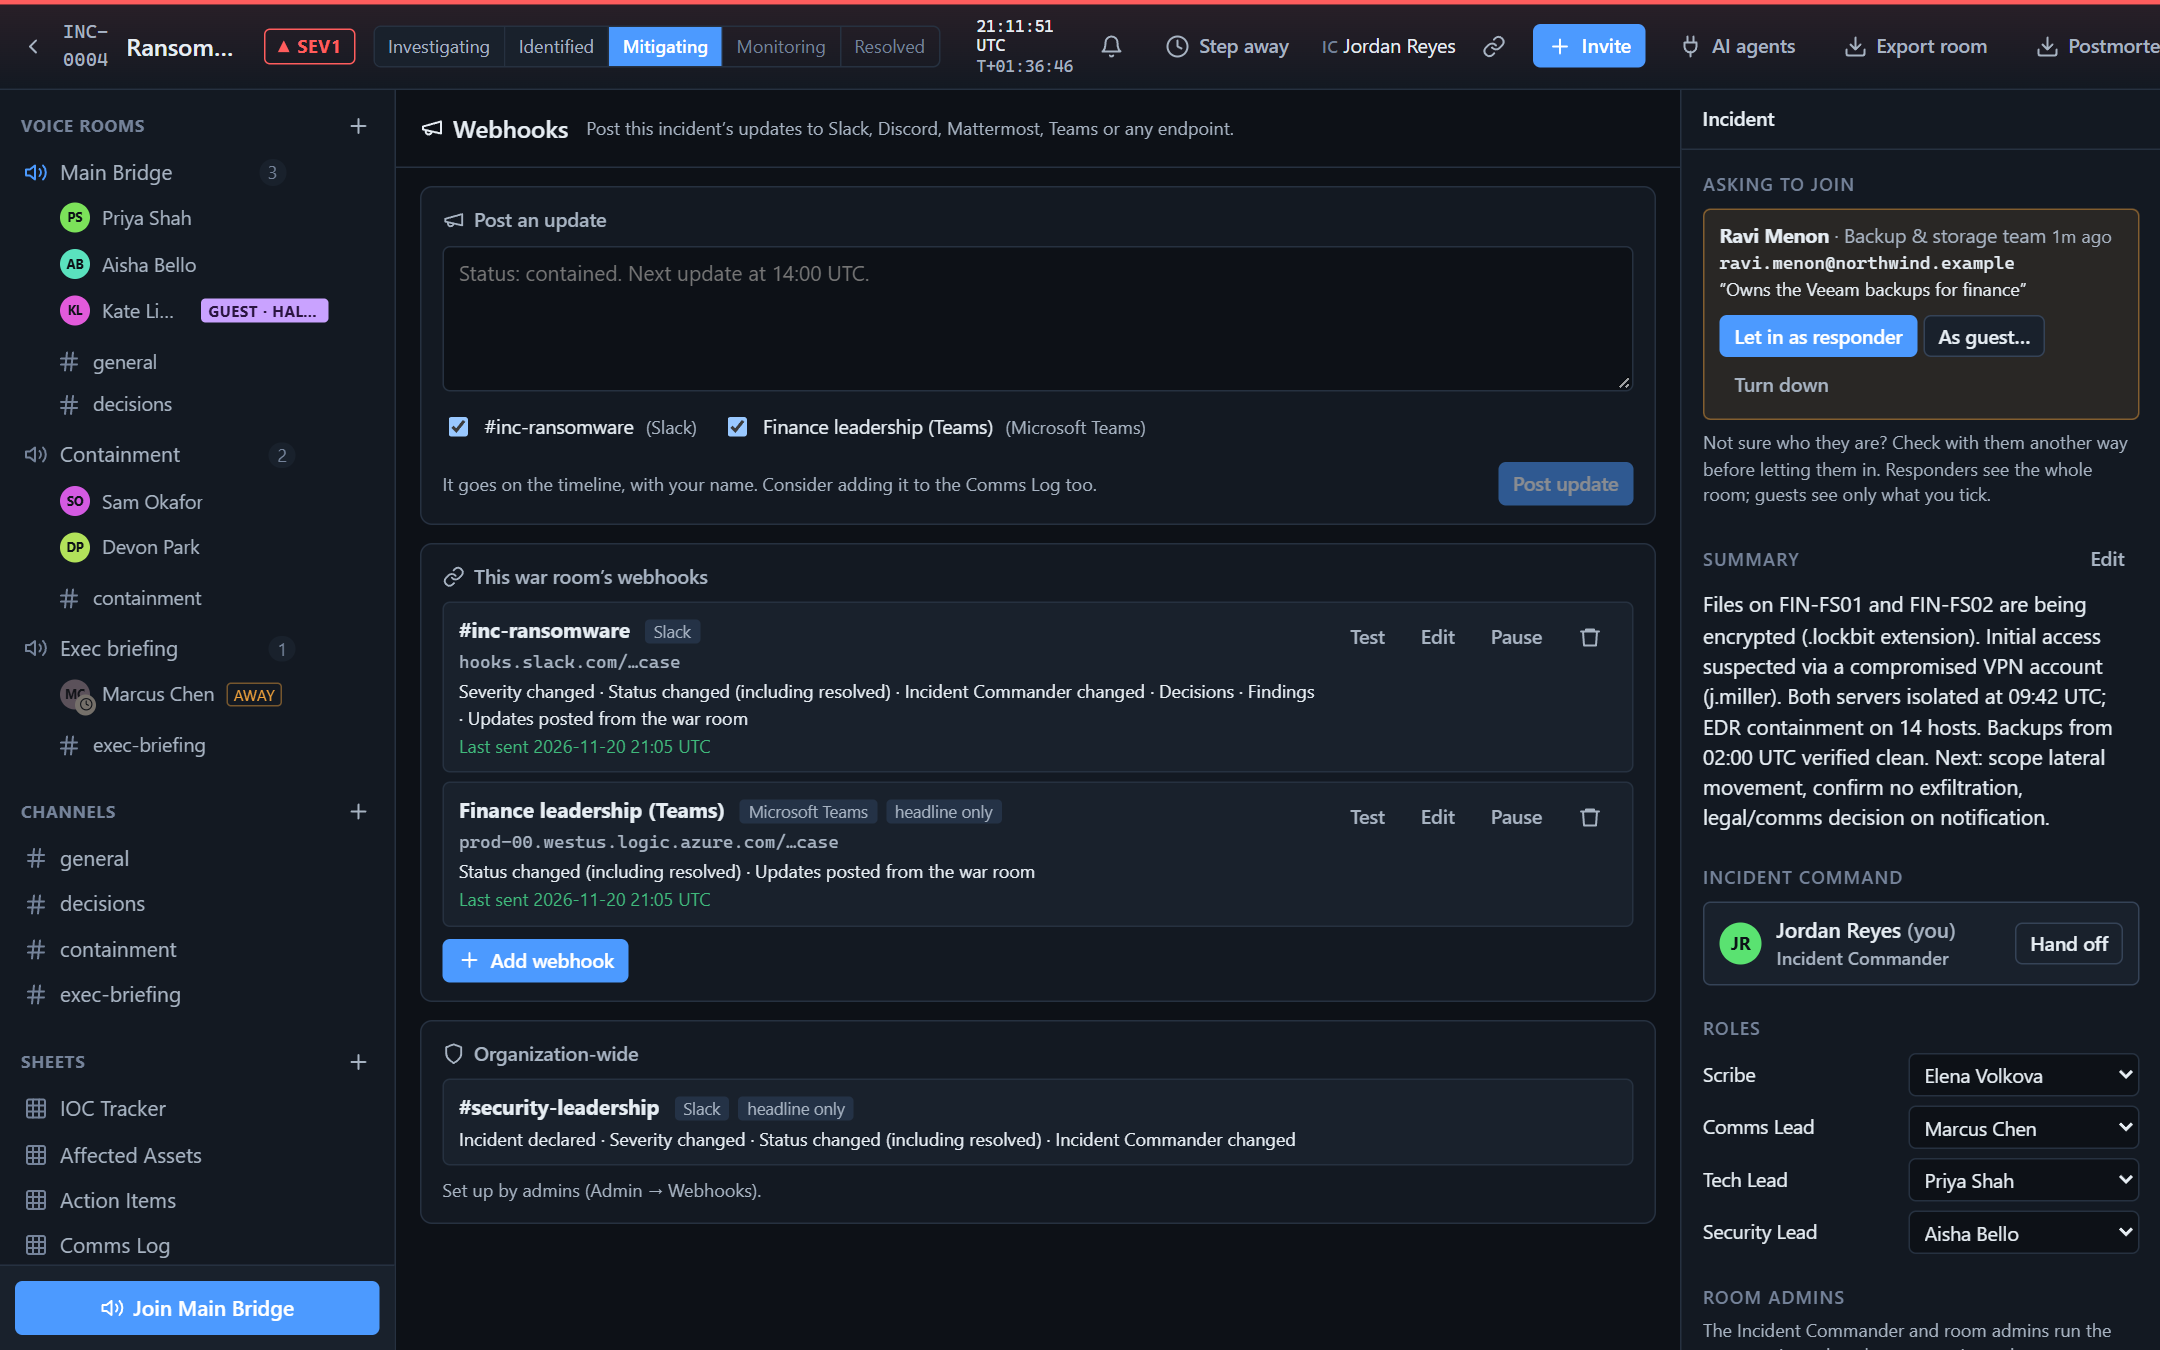 INC-0004
Ransom...
SEV1
Investigating
Identified
Mitigating
Monitoring
Resolved
21:11:51 UTC
T+01:36:46
Step away
IC Jordan Reyes
Invite
AI agents
Export room
Postmorte
VOICE ROOMS
Main Bridge 3
PS Priya Shah
AB Aisha Bello
KL Kate Li... GUEST · HAL...
# general
# decisions
Containment 2
SO Sam Okafor
DP Devon Park
# containment
Exec briefing 1
MC Marcus Chen AWAY
# exec-briefing
CHANNELS
# general
# decisions
# containment
# exec-briefing
SHEETS
IOC Tracker
Affected Assets
Action Items
Comms Log
Join Main Bridge
Webhooks Post this incident's updates to Slack, Discord, Mattermost, Teams or any endpoint.
Post an update
Status: contained. Next update at 14:00 UTC.
#inc-ransomware (Slack) Finance leadership (Teams) (Microsoft Teams)
It goes on the timeline, with your name. Consider adding it to the Comms Log too.
Post update
This war room's webhooks
#inc-ransomware Slack
Test Edit Pause
hooks.slack.com/…case
Severity changed · Status changed (including resolved) · Incident Commander changed · Decisions · Findings
· Updates posted from the war room
Last sent 2026-11-20 21:05 UTC
Finance leadership (Teams) Microsoft Teams headline only
Test Edit Pause
prod-00.westus.logic.azure.com/…case
Status changed (including resolved) · Updates posted from the war room
Last sent 2026-11-20 21:05 UTC
Add webhook
Organization-wide
#security-leadership Slack headline only
Incident declared · Severity changed · Status changed (including resolved) · Incident Commander changed
Set up by admins (Admin → Webhooks).
Incident
ASKING TO JOIN
Ravi Menon · Backup & storage team 1m ago
ravi.menon@northwind.example
“Owns the Veeam backups for finance”
Let in as responder
As guest...
Turn down
Not sure who they are? Check with them another way
before letting them in. Responders see the whole
room; guests see only what you tick.
SUMMARY Edit
Files on FIN-FS01 and FIN-FS02 are being
encrypted (.lockbit extension). Initial access
suspected via a compromised VPN account
(j.miller). Both servers isolated at 09:42 UTC;
EDR containment on 14 hosts. Backups from
02:00 UTC verified clean. Next: scope lateral
movement, confirm no exfiltration,
legal/comms decision on notification.
INCIDENT COMMAND
JR Jordan Reyes (you)
Incident Commander
Hand off
ROLES
Scribe Elena Volkova
Comms Lead Marcus Chen
Tech Lead Priya Shah
Security Lead Aisha Bello
ROOM ADMINS
The Incident Commander and room admins run the